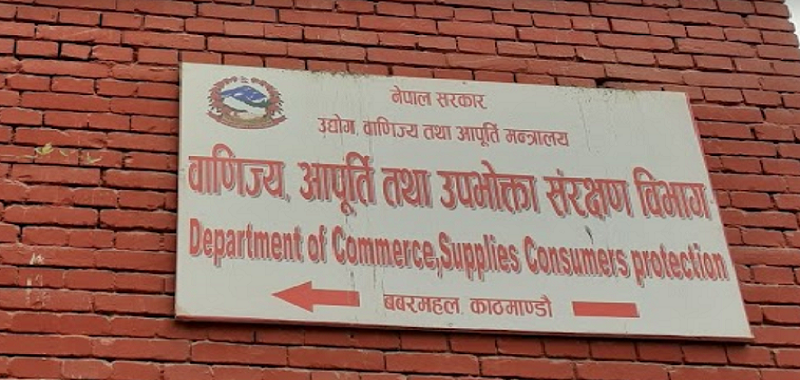 नेपाल सरकार
उद्योग, वाणिज्य तथा आपूर्ति मन्त्रालय
वाणिज्य, आपूर्ति तथा उपभोक्ता संरक्षण विभाग
Department of Commerce,Supplies Consumers protection
बबरमहल, काठमाण्डौ